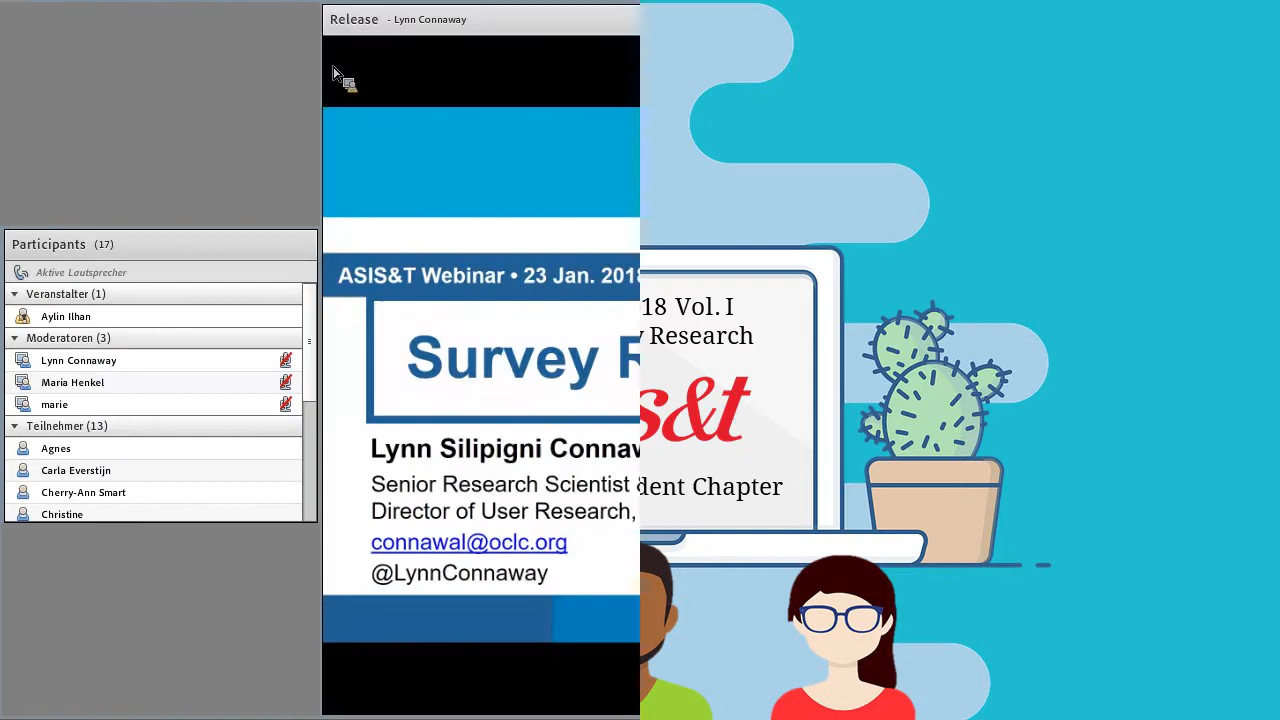 Release - Lynn Connaway
Participants (17)
Aktive Lautsprecher
Veranstalter (1)
Aylin Ilhan
Moderatoren (3)
Lynn Connaway
Maria Henkel
marie
Teilnehmer (13)
Agnes
Carla Everstijn
Cherry-Ann Smart
Christine
ASIS&T Webinar • 23 Jan. 2018
Survey
Lynn Silipigni
Senior Research Scientist
Director of User Research,
connawal@oclc.org
@LynnConnaway
18 Vol. I
Research
s&t
dent Chapter